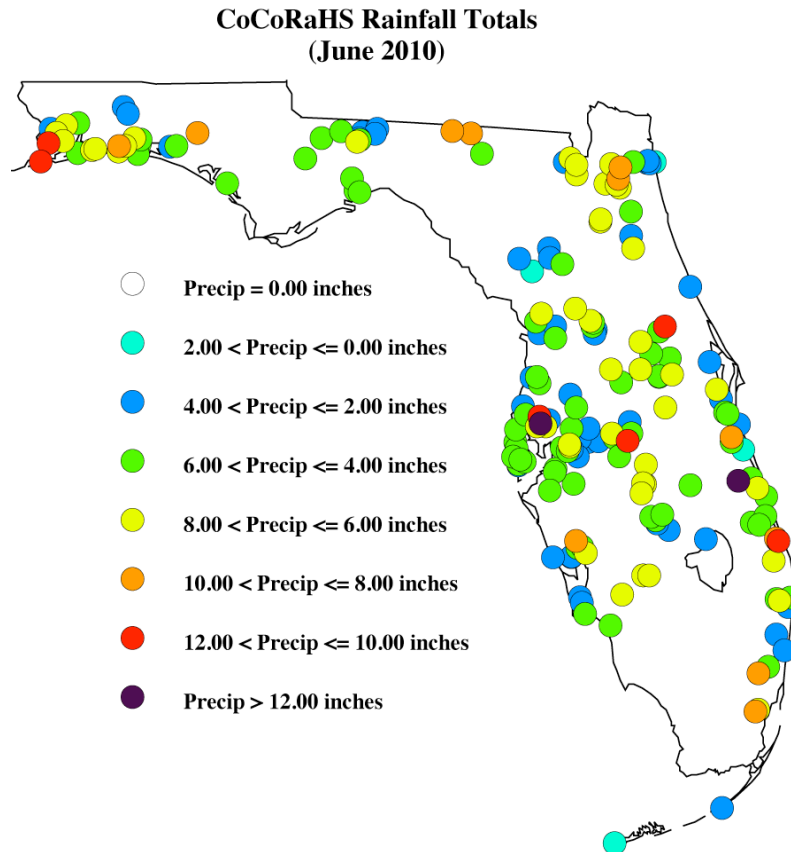 CoCoRaHS Rainfall Totals
(June 2010)
Precip = 0.00 inches
2.00 < Precip <= 0.00 inches
4.00 < Precip <= 2.00 inches
6.00 < Precip <= 4.00 inches
8.00 < Precip <= 6.00 inches
10.00 < Precip <= 8.00 inches
12.00 < Precip <= 10.00 inches
Precip > 12.00 inches